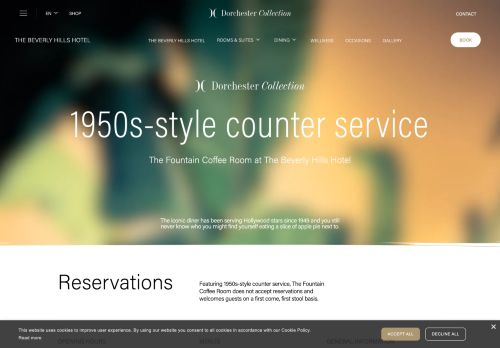 EN
SHOP
Dorchester Collection
CONTACT
THE BEVERLY HILLS HOTEL
THE BEVERLY HILLS HOTEL
ROOMS & SUITES
DINING
WELLNESS
OCCASIONS
GALLERY
BOOK
Dorchester Collection
1950s-style counter service
The Fountain Coffee Room at The Beverly Hills Hotel
The iconic diner has been serving Hollywood stars since 1949 and you still
never know who you might find yourself eating a slice of apple pie next to.
Reservations
Featuring 1950s-style counter service, The Fountain
Coffee Room does not accept reservations and
welcomes guests on a first come, first stool basis.
This website uses cookies to improve user experience. By using our website you consent to all cookies in accordance with our Cookie Policy.
Read more
ACCEPT ALL
DECLINE ALL
OPENING HOURS
MENUS
GENERAL INFORMATION